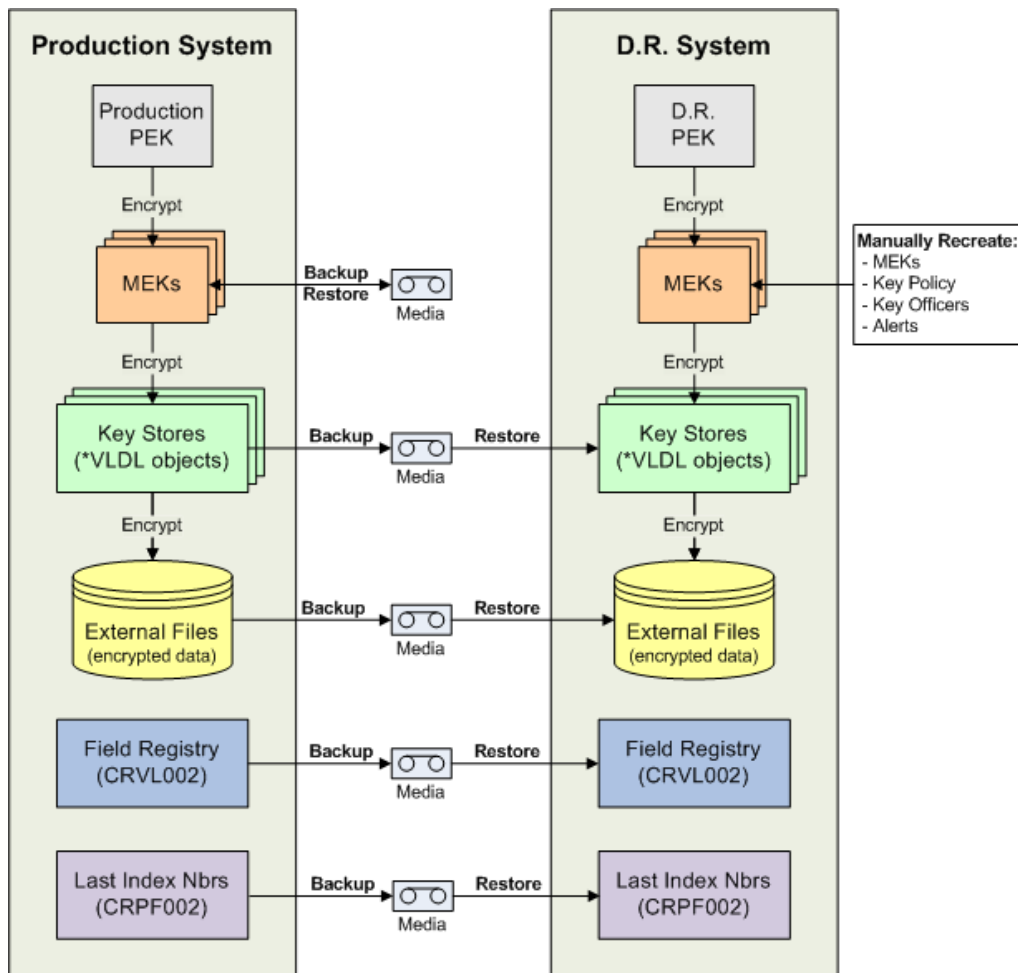 Production System
D.R. System
Production
PEK
D.R.
PEK
Encrypt
Encrypt
MEKs
Backup
Restore
Media
MEKs
Manually Recreate:
- MEKs
- Key Policy
- Key Officers
- Alerts
Encrypt
Encrypt
Key Stores
(*VLDL objects)
Backup
Media
Restore
Key Stores
(*VLDL objects)
Encrypt
Encrypt
External Files
(encrypted data)
Backup
Media
Restore
External Files
(encrypted data)
Field Registry
(CRVL002)
Backup
Media
Restore
Field Registry
(CRVL002)
Last Index Nbrs
(CRPF002)
Backup
Media
Restore
Last Index Nbrs
(CRPF002)